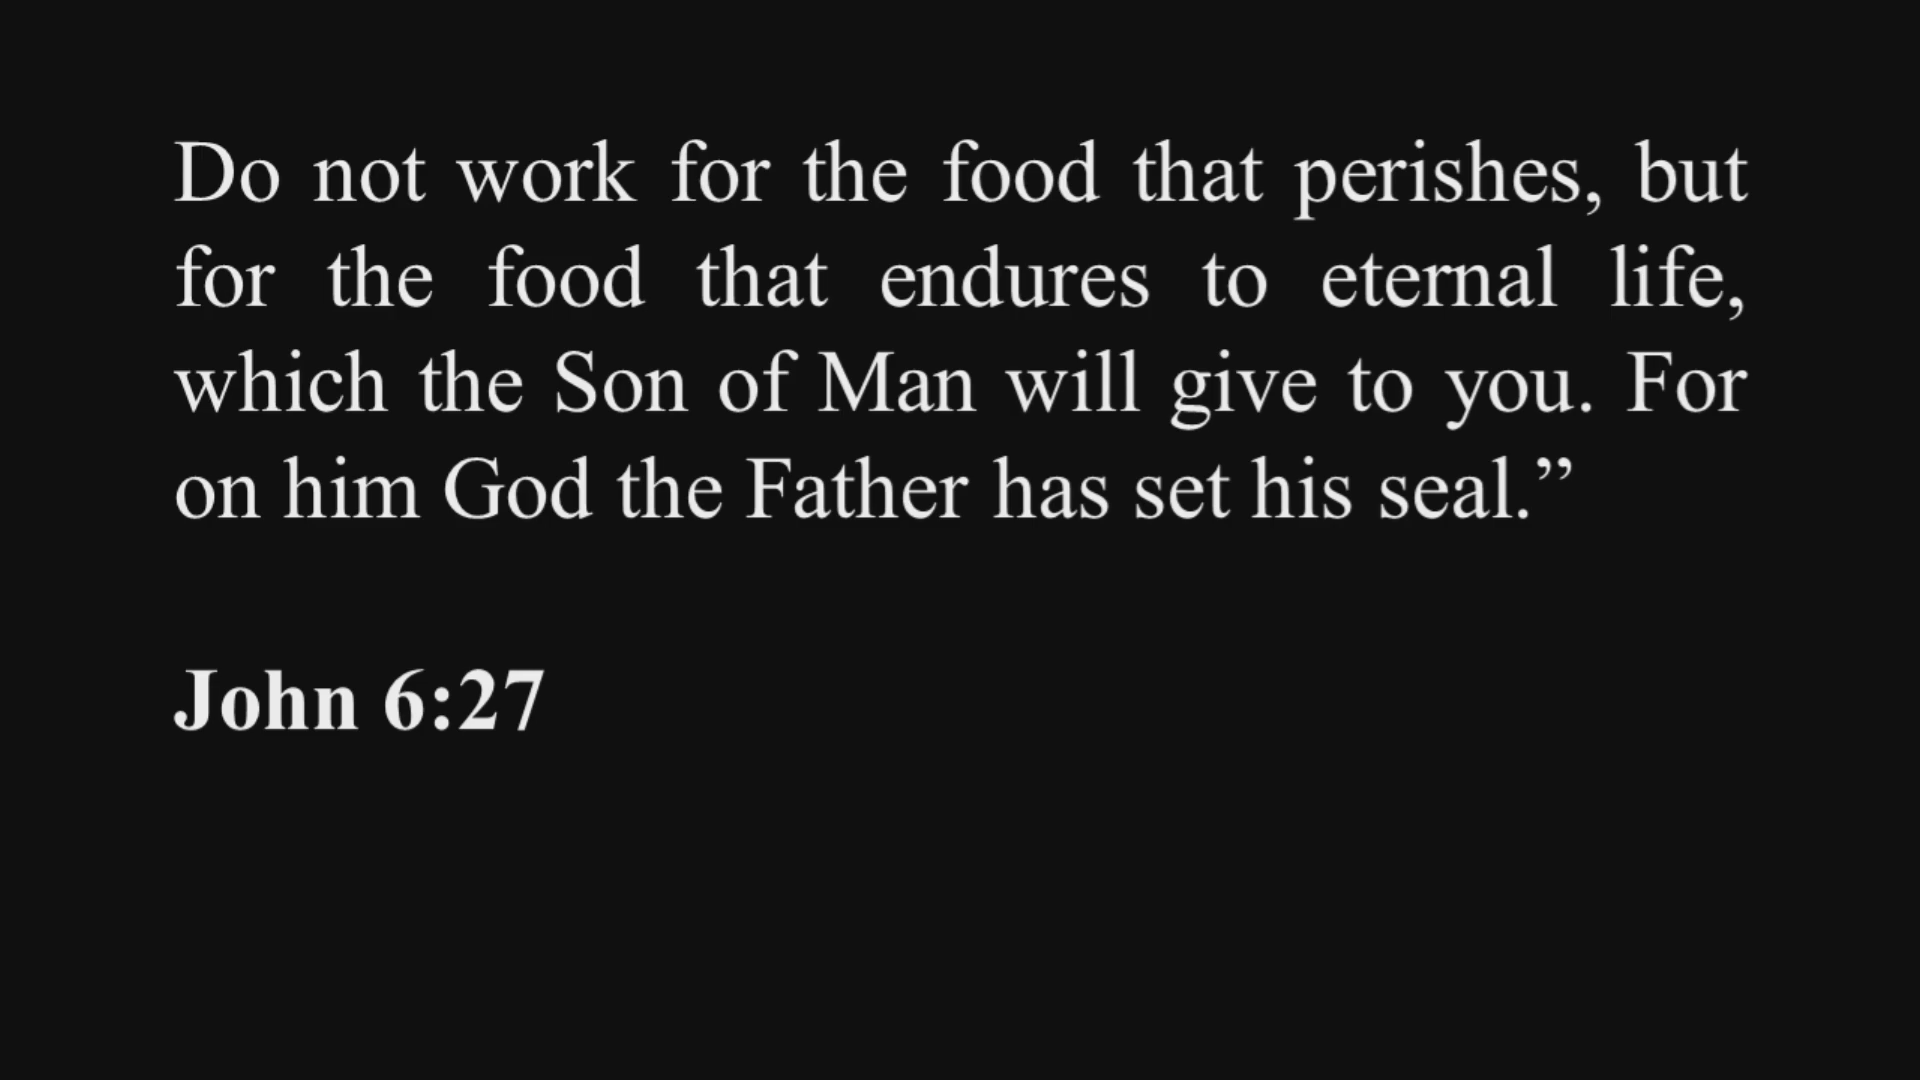 Do not work for the food that perishes, but
for the food that endures to eternal life,
which the Son of Man will give to you. For
on him God the Father has set his seal.”
John 6:27